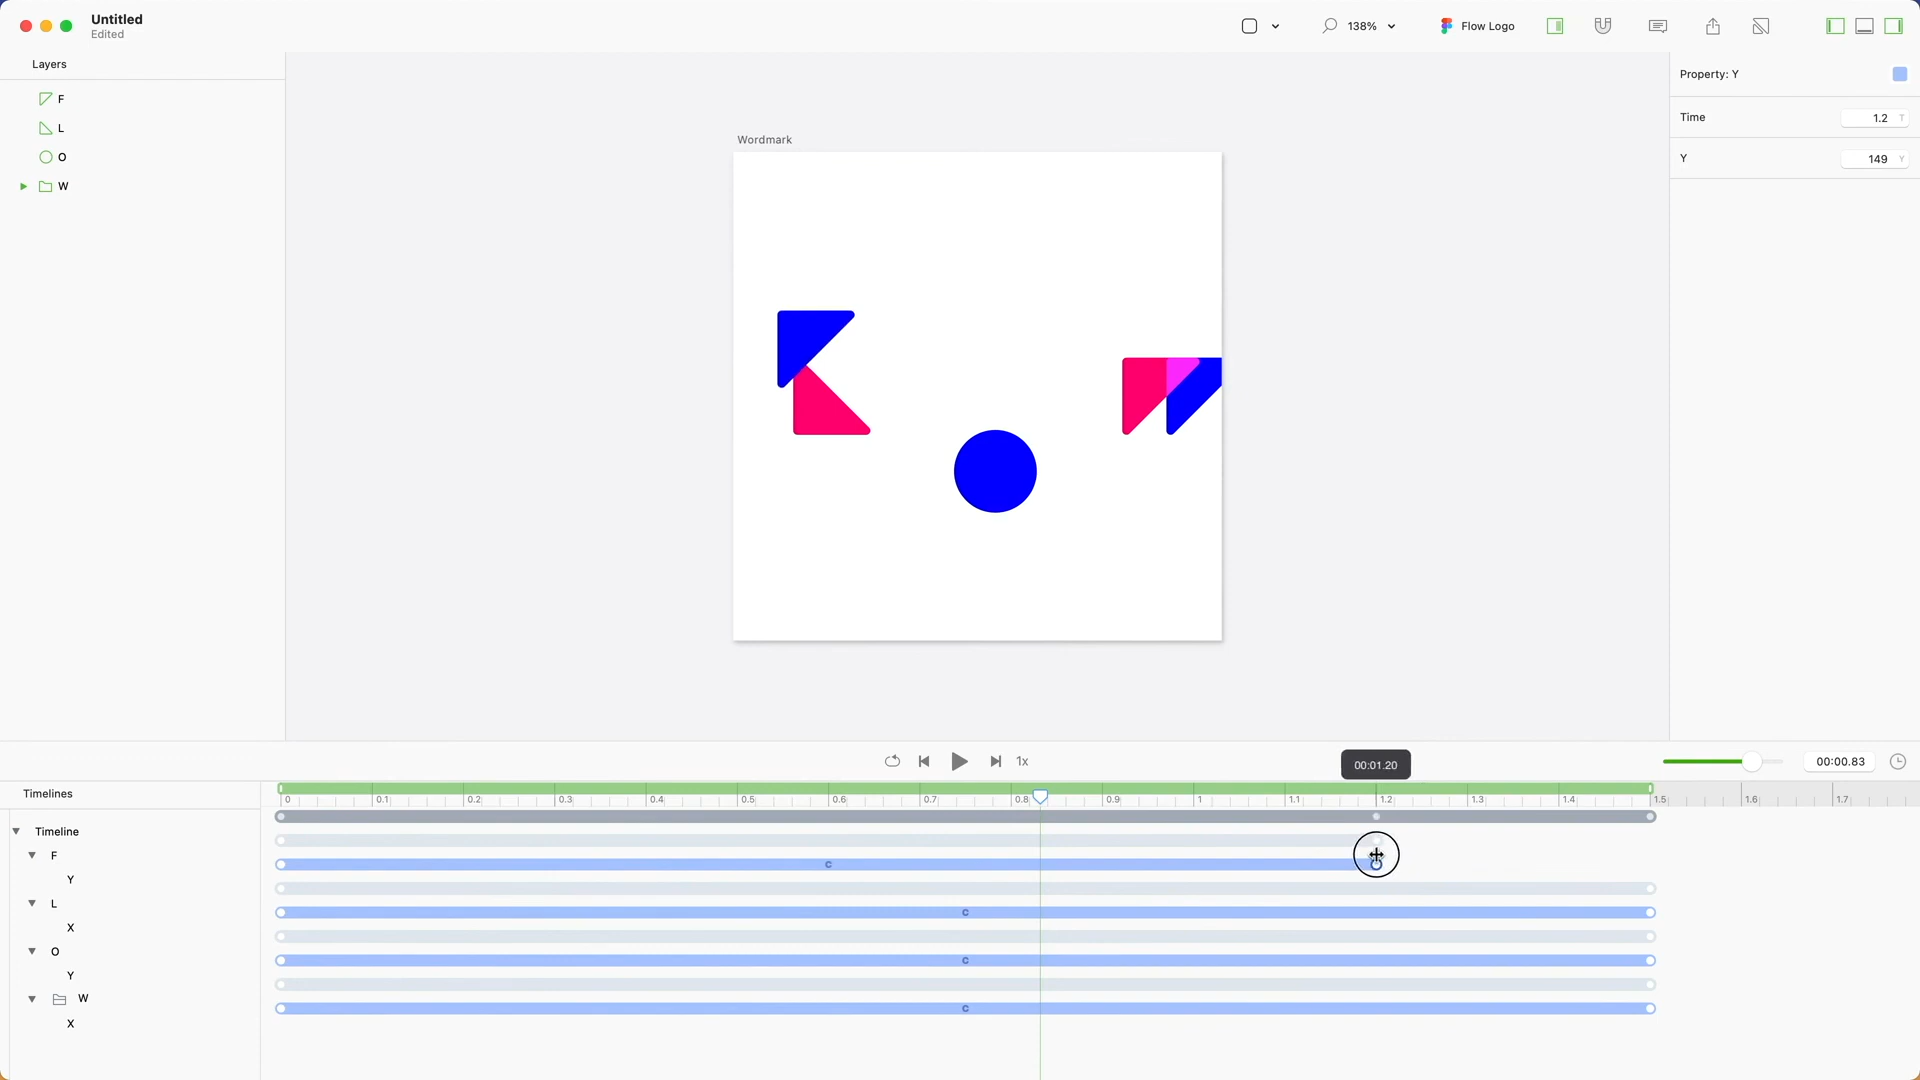 Untitled
Edited
138%
Flow Logo
Layers
F
L
O
W
Wordmark
Property: Y
Time 1.2 T
Y 149 Y
1x
00:01.20
00:00.83
Timelines
0 0.1 0.2 0.3 0.4 0.5 0.6 0.7 0.8 0.9 1 1.1 1.2 1.3 1.4 1.5 1.6 1.7
Timeline
F
C
Y
L
C
X
O
C
Y
W
C
X